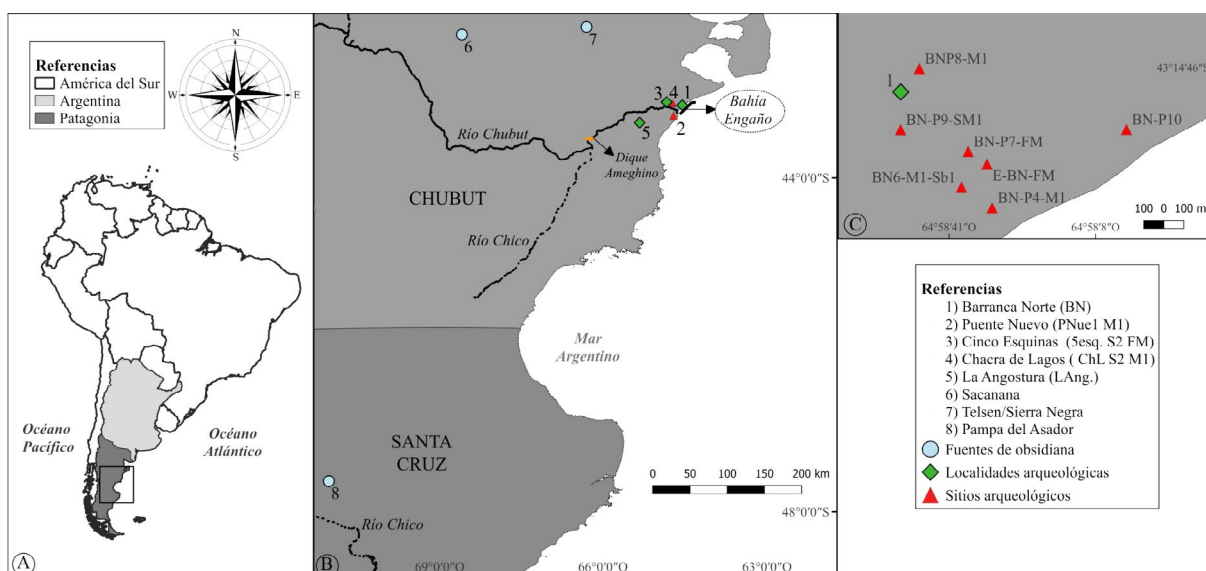 Referencias
América del Sur
Argentina
Patagonia
N
W
E
S
Océano
Pacífico
Océano
Atlántico
A
6
7
3
4
1
Bahía
Engaño
2
5
Río Chubut
Dique
Ameghino
44°0'0"S
CHUBUT
Río Chico
Mar
Argentino
SANTA
CRUZ
0 50 100 150 200 km
8
Río Chico
48°0'0"S
B
69°0'0"O
66°0'0"O
63°0'0"O
BNP8-M1
43°14'46"S
1
BN-P9-SM1
BN-P10
BN-P7-FM
E-BN-FM
BN6-M1-Sb1
BN-P4-M1
100 0 100 m
C
64°58'41"O
64°58'8"O
Referencias
1) Barranca Norte (BN)
2) Puente Nuevo (PNue1 M1)
3) Cinco Esquinas (5esq. S2 FM)
4) Chacra de Lagos ( ChL S2 M1)
5) La Angostura (LAng.)
6) Sacanana
7) Telsen/Sierra Negra
8) Pampa del Asador
Fuentes de obsidiana
Localidades arqueológicas
Sitios arqueológicos